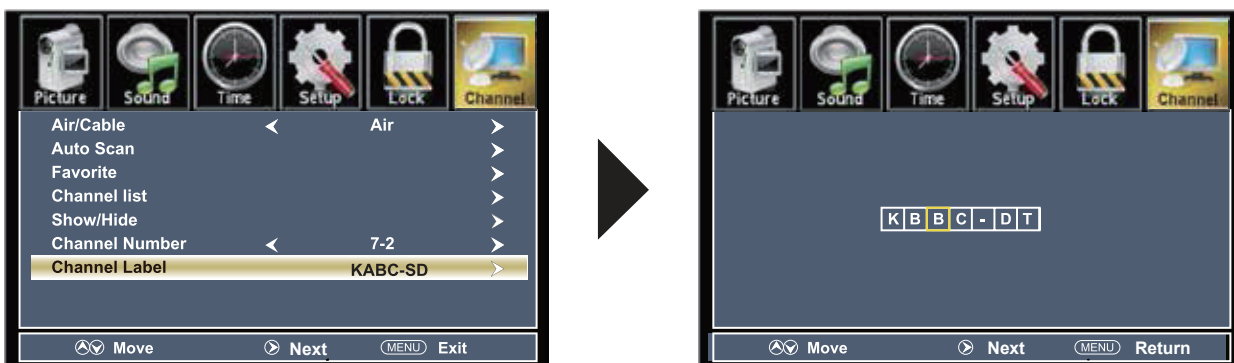 Picture Sound Time Setup Lock Channel
Air/Cable Air
Auto Scan
Favorite
Channel list
Show/Hide
Channel Number 7-2
Channel Label KABC-SD
Move Next MENU Exit
Picture Sound Time Setup Lock Channel
KBBC-DT
Move Next MENU Return